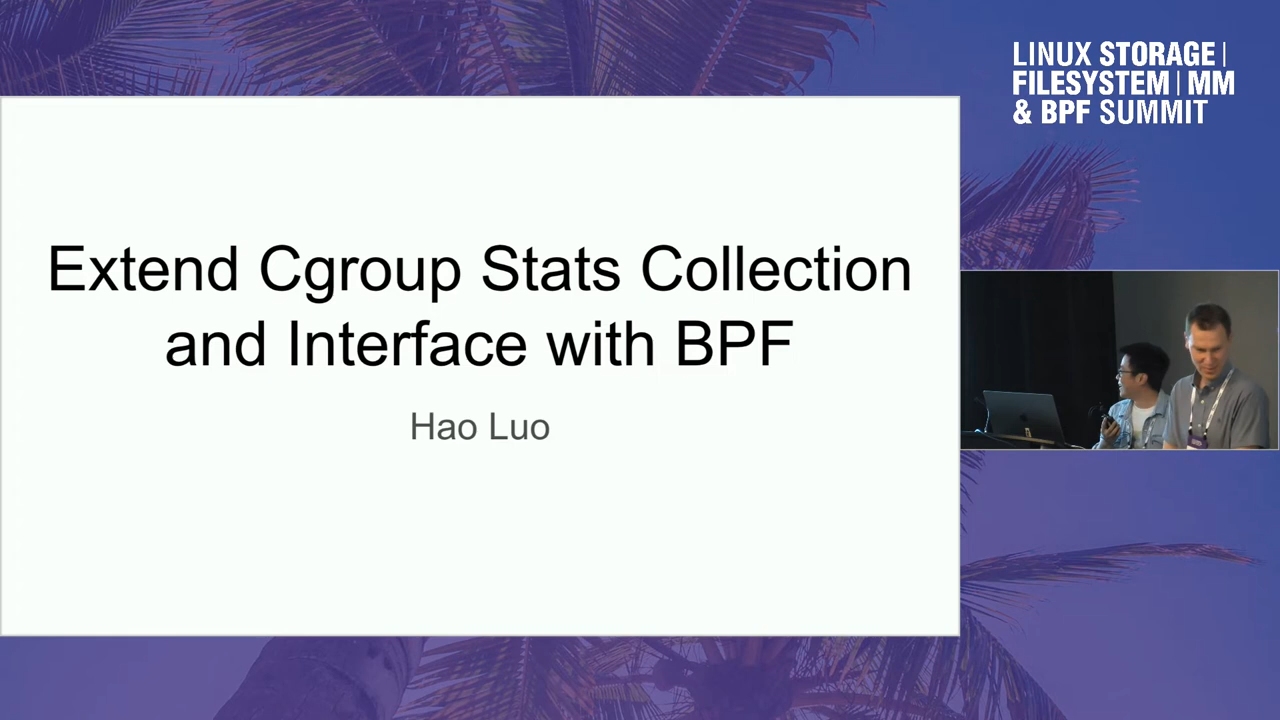 LINUX STORAGE |
FILESYSTEM | MM
& BPF SUMMIT
Extend Cgroup Stats Collection
and Interface with BPF
Hao Luo